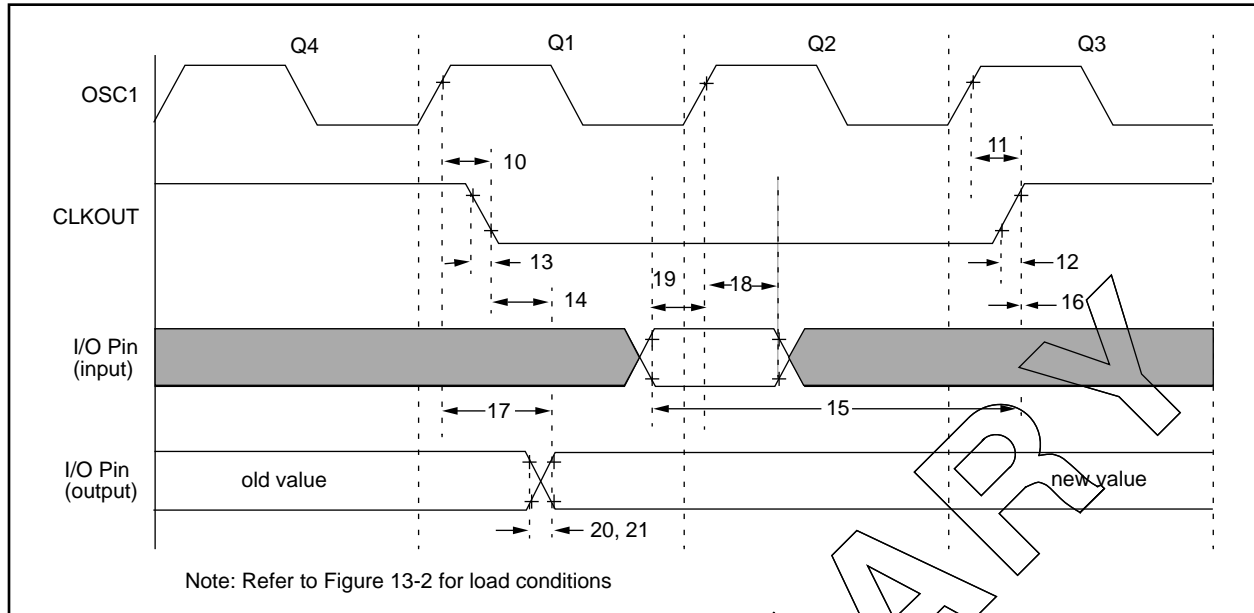 Q4 Q1 Q2 Q3
OSC1
10
11
CLKOUT
13
12
19
18
14
16
I/O Pin
(input)
17
15
I/O Pin
(output)
old value
new value
20, 21
Note: Refer to Figure 13-2 for load conditions
A R Y